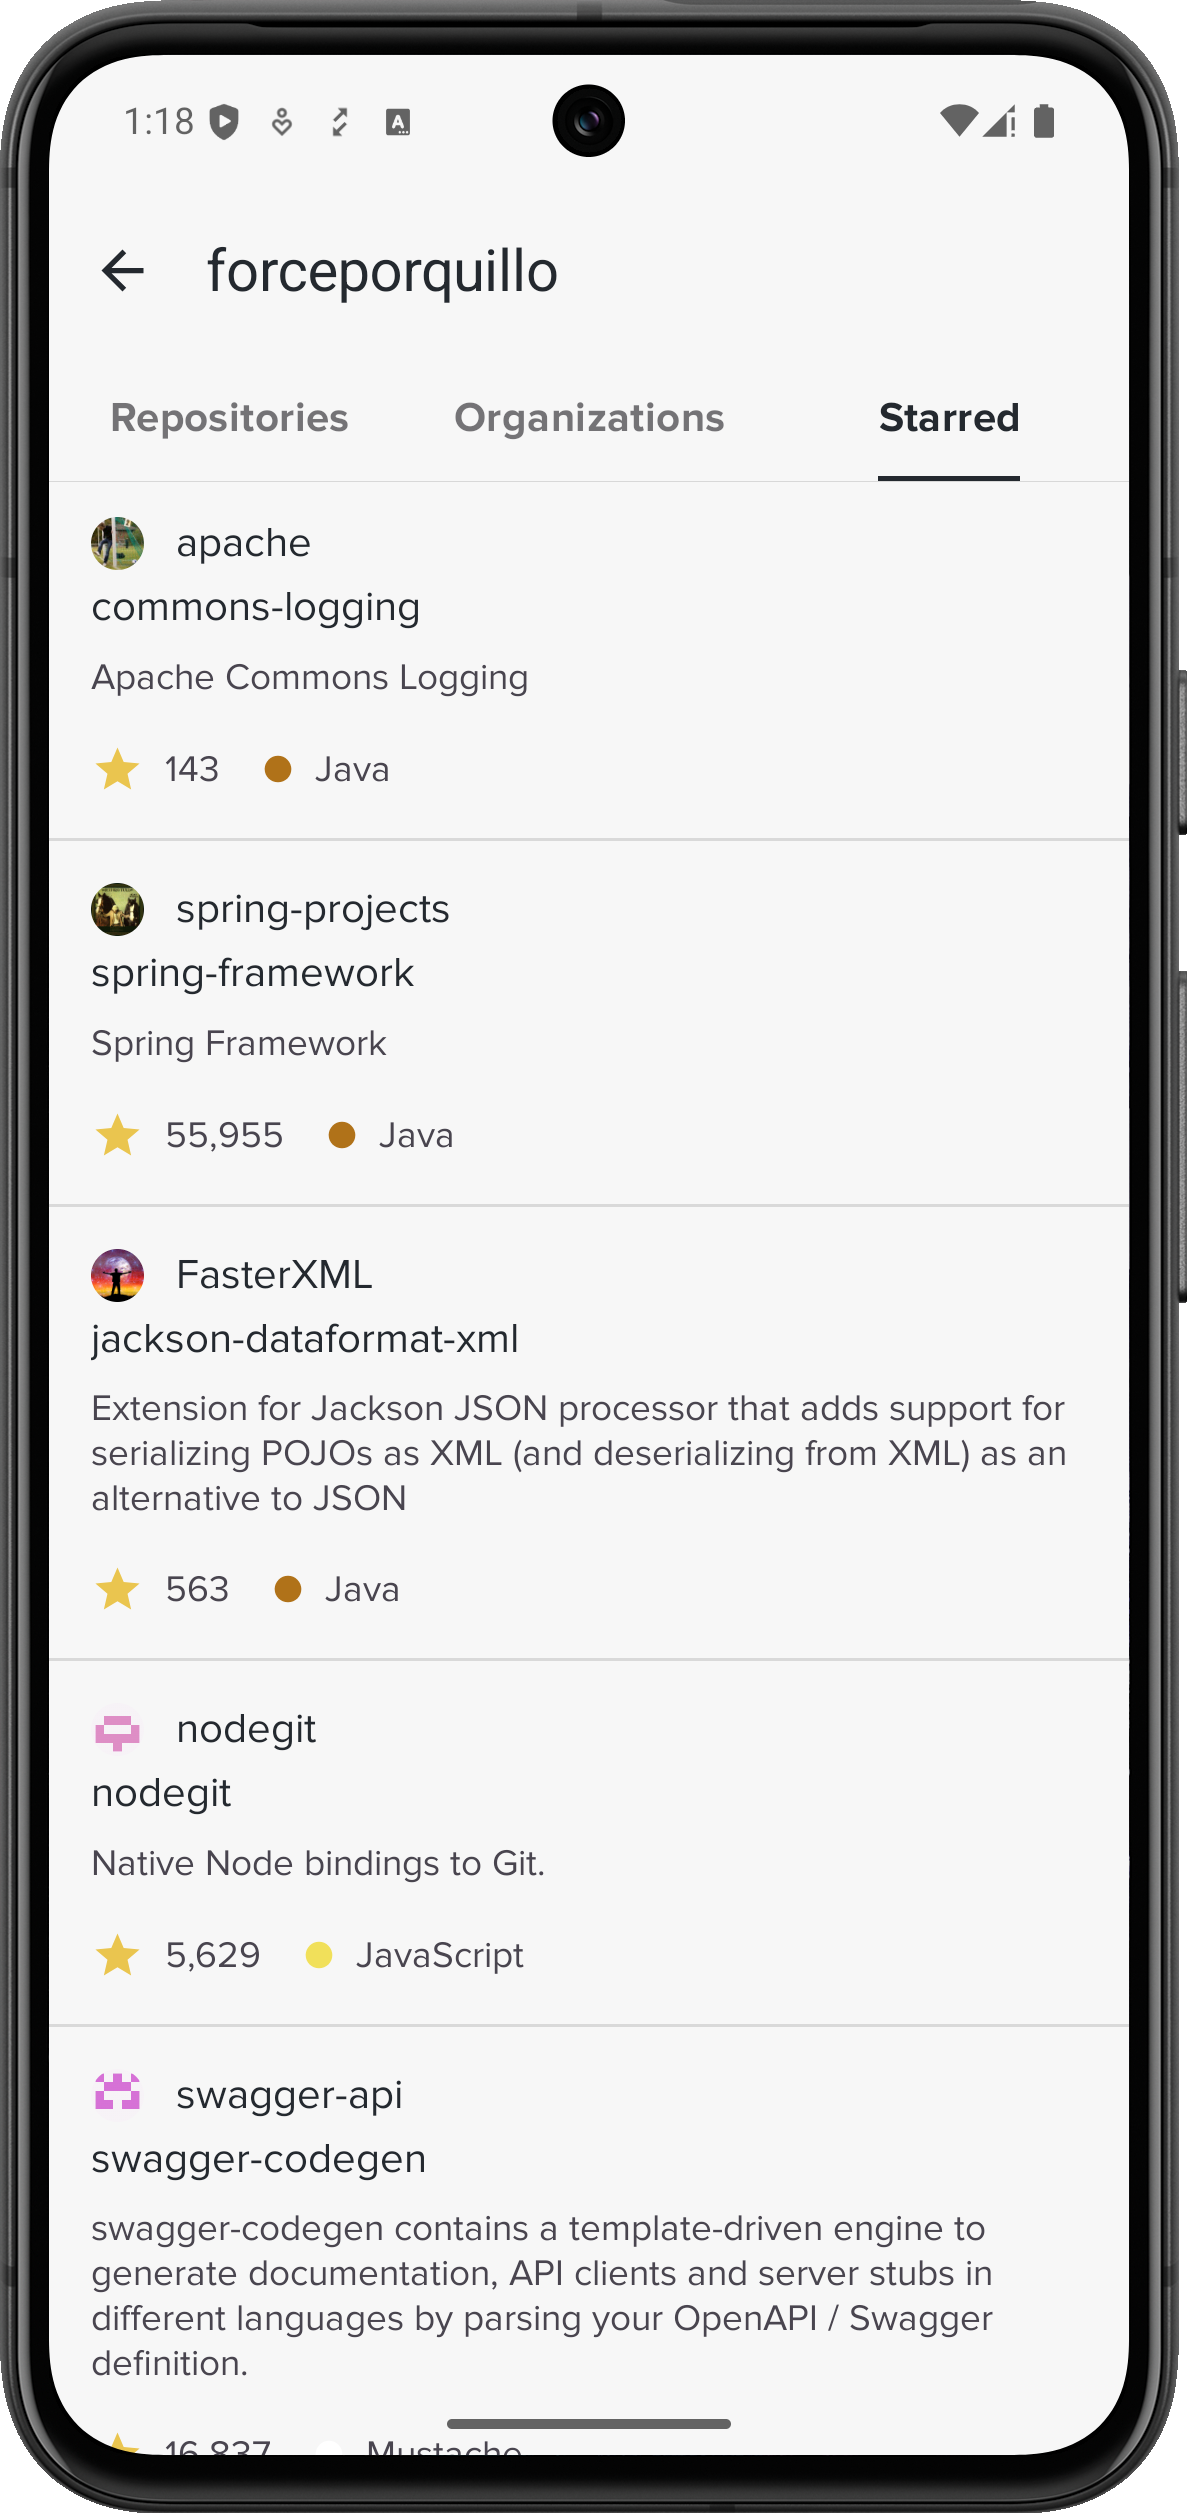 1:18
forceporquillo
Repositories Organizations Starred
apache
commons-logging
Apache Commons Logging
143 Java
spring-projects
spring-framework
Spring Framework
55,955 Java
FasterXML
jackson-dataformat-xml
Extension for Jackson JSON processor that adds support for
serializing POJOs as XML (and deserializing from XML) as an
alternative to JSON
563 Java
nodegit
nodegit
Native Node bindings to Git.
5,629 JavaScript
swagger-api
swagger-codegen
swagger-codegen contains a template-driven engine to
generate documentation, API clients and server stubs in
different languages by parsing your OpenAPI / Swagger
definition.
16,837 Mustache